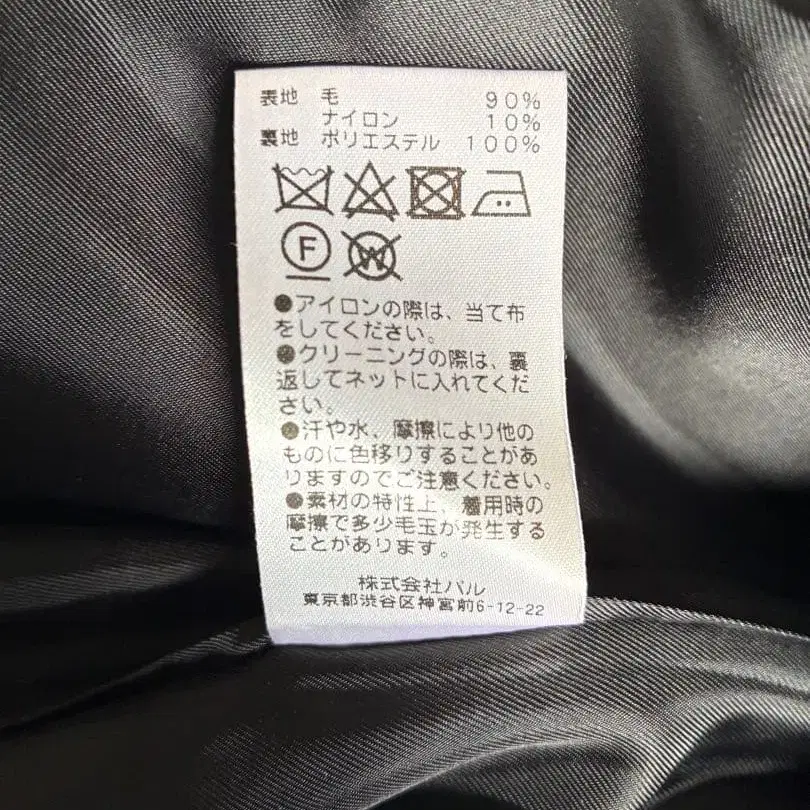 表地 毛 90%
ナイロン 10%
裏地 ポリエステル 100%
F W
●アイロンの際は、当て布
をしてください。
●クリーニングの際は、裏
返してネットに入れてくだ
さい。
●汗や水、摩擦により他の
ものに色移りすることがあ
りますのでご注意ください。
●素材の特性上、着用時の
摩擦で多少毛玉が発生する
ことがあります。
株式会社パル
東京都渋谷区神宮前6-12-22